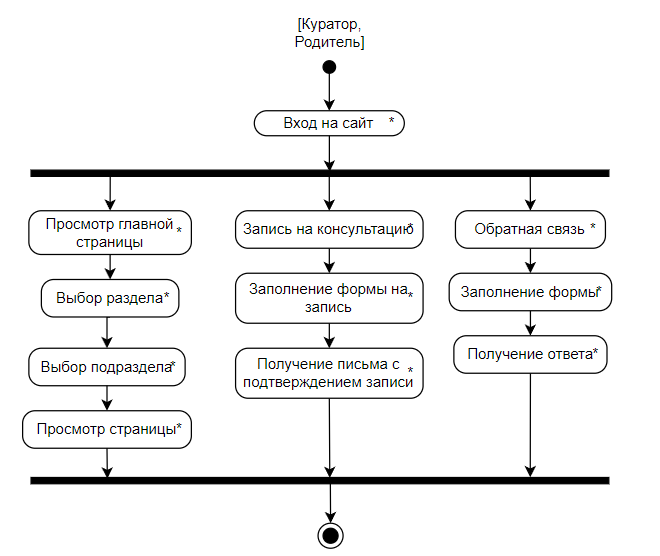 [Куратор,
Родитель]
Вход на сайт *
Просмотр главной
страницы *
Выбор раздела*
Выбор подраздела*
Просмотр страницы*
Запись на консультацию *
Заполнение формы на
запись *
Получение письма с
подтверждением записи *
Обратная связь *
Заполнение формы*
Получение ответа*